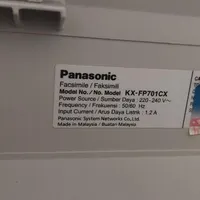 Panasonic
Facsimile / Faksimili
Model No. / No. Model KX-FP701CX
Power Source / Sumber Daya : 220 - 240 V~
Frequency / Frekuensi : 50/60 Hz
Input Current / Arus Daya Listrik : 1.2 A
Panasonic System Networks Co., Ltd.
Made in Malaysia / Buatan Malaysia